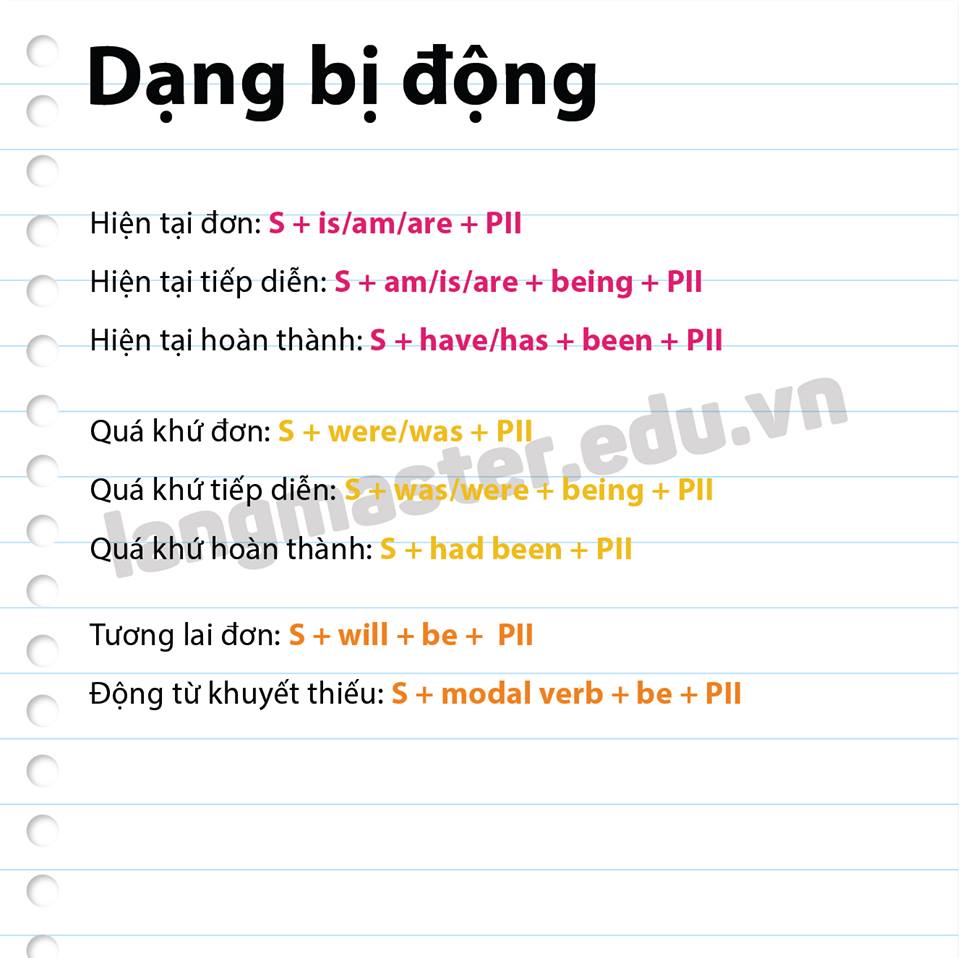 Dạng bị động
Hiện tại đơn: S + is/am/are + PII
Hiện tại tiếp diễn: S + am/is/are + being + PII
Hiện tại hoàn thành: S + have/has + been + PII
Quá khứ đơn: S + were/was + PII
Quá khứ tiếp diễn: S + was/were + being + PII
Quá khứ hoàn thành: S + had been + PII
langmaster.edu.vn
Tương lai đơn: S + will + be + PII
Động từ khuyết thiếu: S + modal verb + be + PII